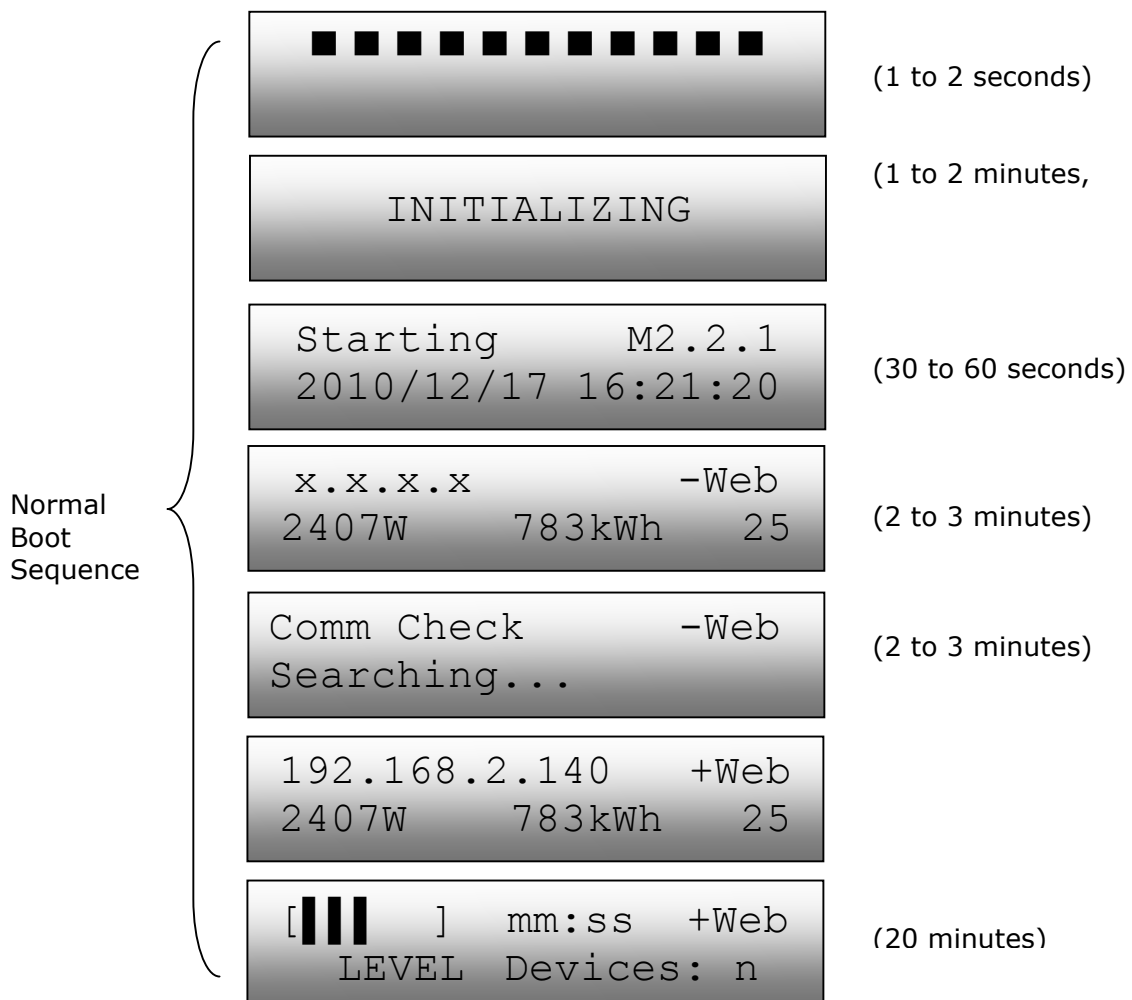 (1 to 2 seconds)
(1 to 2 minutes,
INITIALIZING
Starting M2.2.1
2010/12/17 16:21:20
(30 to 60 seconds)
x.x.x.x -Web
2407W 783kWh 25
(2 to 3 minutes)
Normal
Boot
Sequence
Comm Check -Web
Searching...
(2 to 3 minutes)
192.168.2.140 +Web
2407W 783kWh 25
[▌▌▌ ] mm:ss +Web
LEVEL Devices: n
(20 minutes)